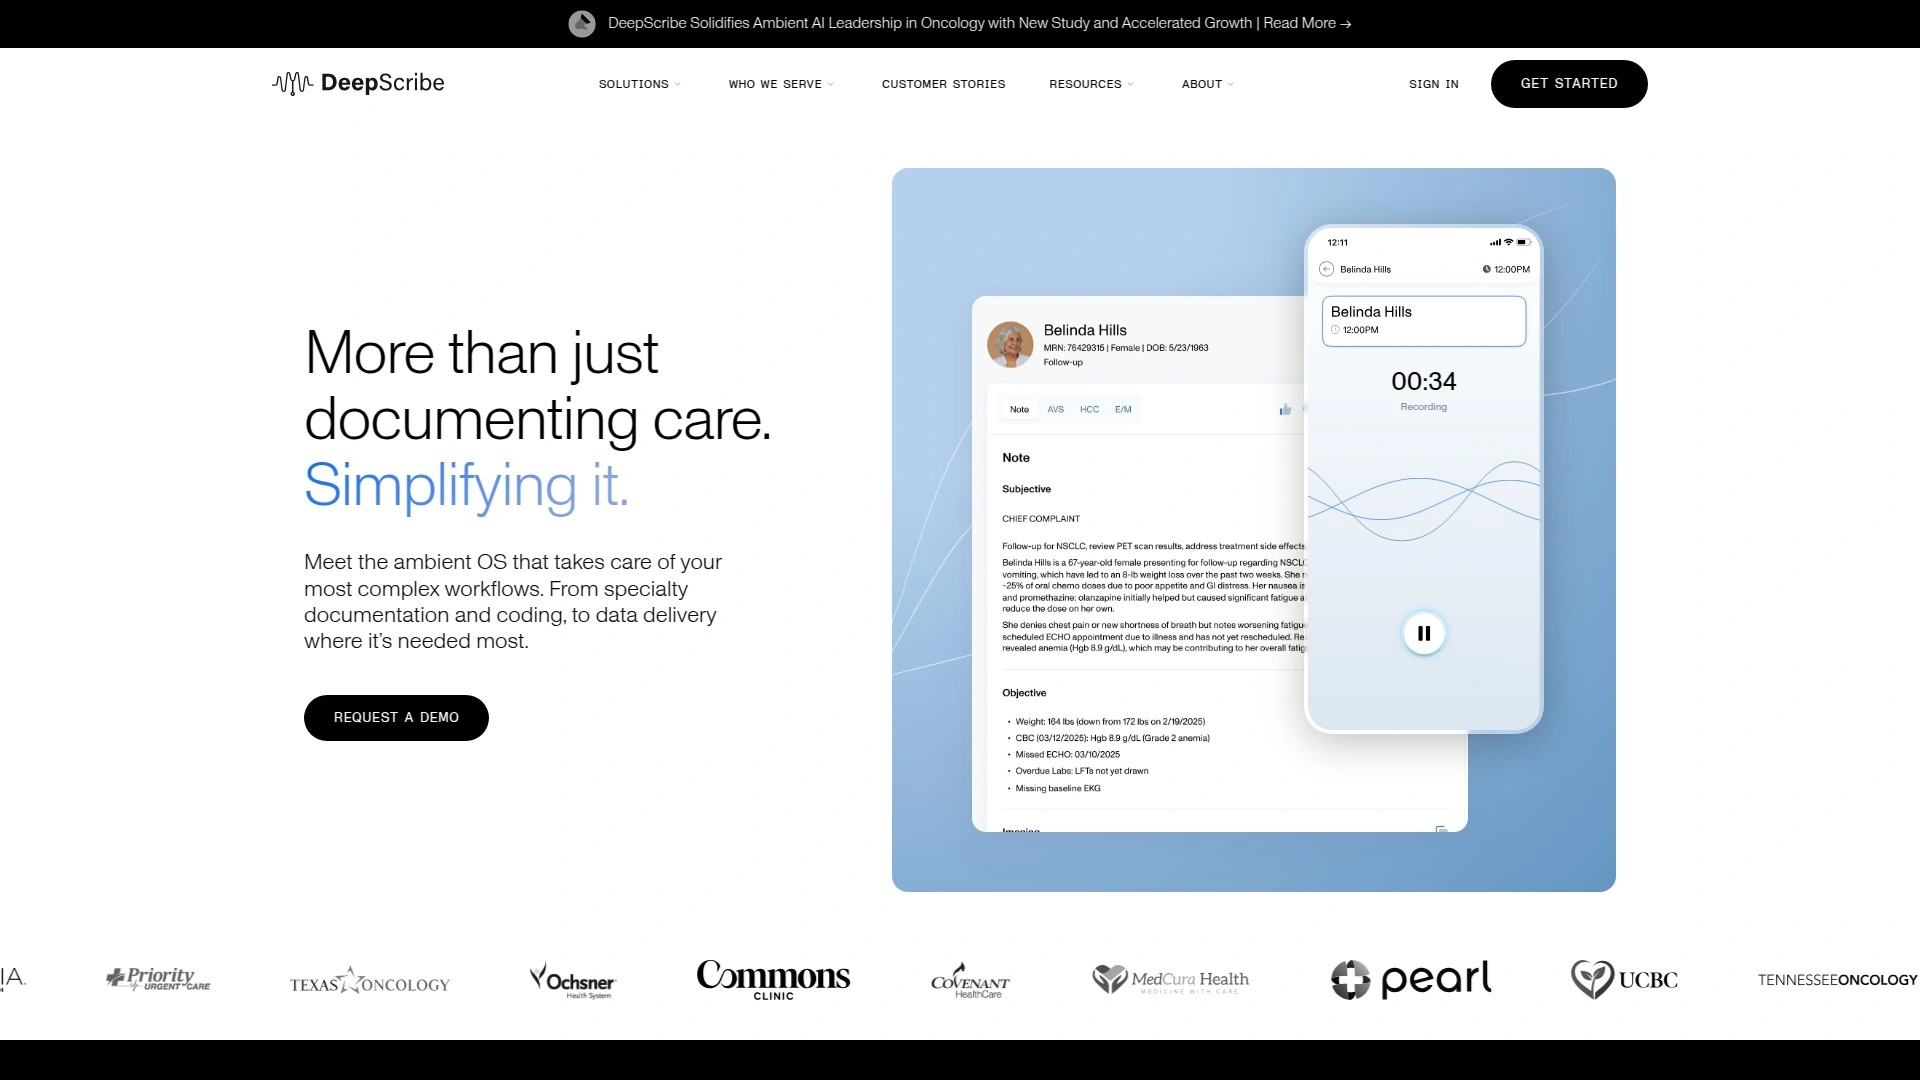 DeepScribe Solidifies Ambient AI Leadership in Oncology with New Study and Accelerated Growth | Read More →
DeepScribe
SOLUTIONS
WHO WE SERVE
CUSTOMER STORIES
RESOURCES
ABOUT
SIGN IN
GET STARTED
More than just
documenting care.
Simplifying it.
Meet the ambient OS that takes care of your
most complex workflows. From specialty
documentation and coding, to data delivery
where it's needed most.
REQUEST A DEMO
Belinda Hills
MRN: 76429315 | Female | DOB: 5/23/1963
Follow-up
Note
AVS
HCC
E/M
Note
Subjective
CHIEF COMPLAINT
Follow-up for NSCLC, review PET scan results, address treatment side effects
Belinda Hills is a 67-year-old female presenting for follow-up regarding NSCLC
vomiting, which have led to an 8-lb weight loss over the past two weeks. She
~25% of oral chemo doses due to poor appetite and GI distress. Her nausea is
and promethazine; olanzapine initially helped but caused significant fatigue
reduce the dose on her own.
She denies chest pain or new shortness of breath but notes worsening fatigue
scheduled ECHO appointment due to illness and has not yet rescheduled.
revealed anemia (Hgb 8.9 g/dL), which may be contributing to her overall
Objective
• Weight: 164 lbs (down from 172 lbs on 2/19/2025)
• CBC (03/12/2025): Hgb 8.9 g/dL (Grade 2 anemia)
• Missed ECHO: 03/10/2025
• Overdue Labs: LFTs not yet drawn
• Missing baseline EKG
12:11
Belinda Hills
12:00PM
Belinda Hills
12:00PM
00:34
Recording
IA
Priority
URGENT CARE
TEXAS ONCOLOGY
Ochsner
Health System
Commons
CLINIC
COVENANT
HealthCare
MedCura Health
MEDICINE WITH CARE
pearl
UCBC
TENNESSEE ONCOLOGY